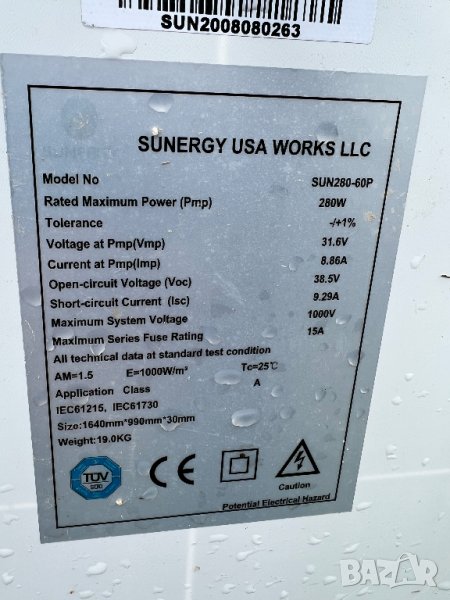 SUN2008080263
SUNERGY USA WORKS LLC
Model No SUN280-60P
Rated Maximum Power (Pmp) 280W
Tolerance -/+1%
Voltage at Pmp(Vmp) 31.6V
Current at Pmp(Imp) 8.86A
Open-circuit Voltage (Voc) 38.5V
Short-circuit Current (Isc) 9.29A
Maximum System Voltage 1000V
Maximum Series Fuse Rating 15A
All technical data at standard test condition
AM=1.5 E=1000W/m² Tc=25℃
Application Class A
IEC61215, IEC61730
Size:1640mm*990mm*30mm
Weight:19.0KG
TÜV
CE
Caution
Potential Electrical Hazard
BAZAR